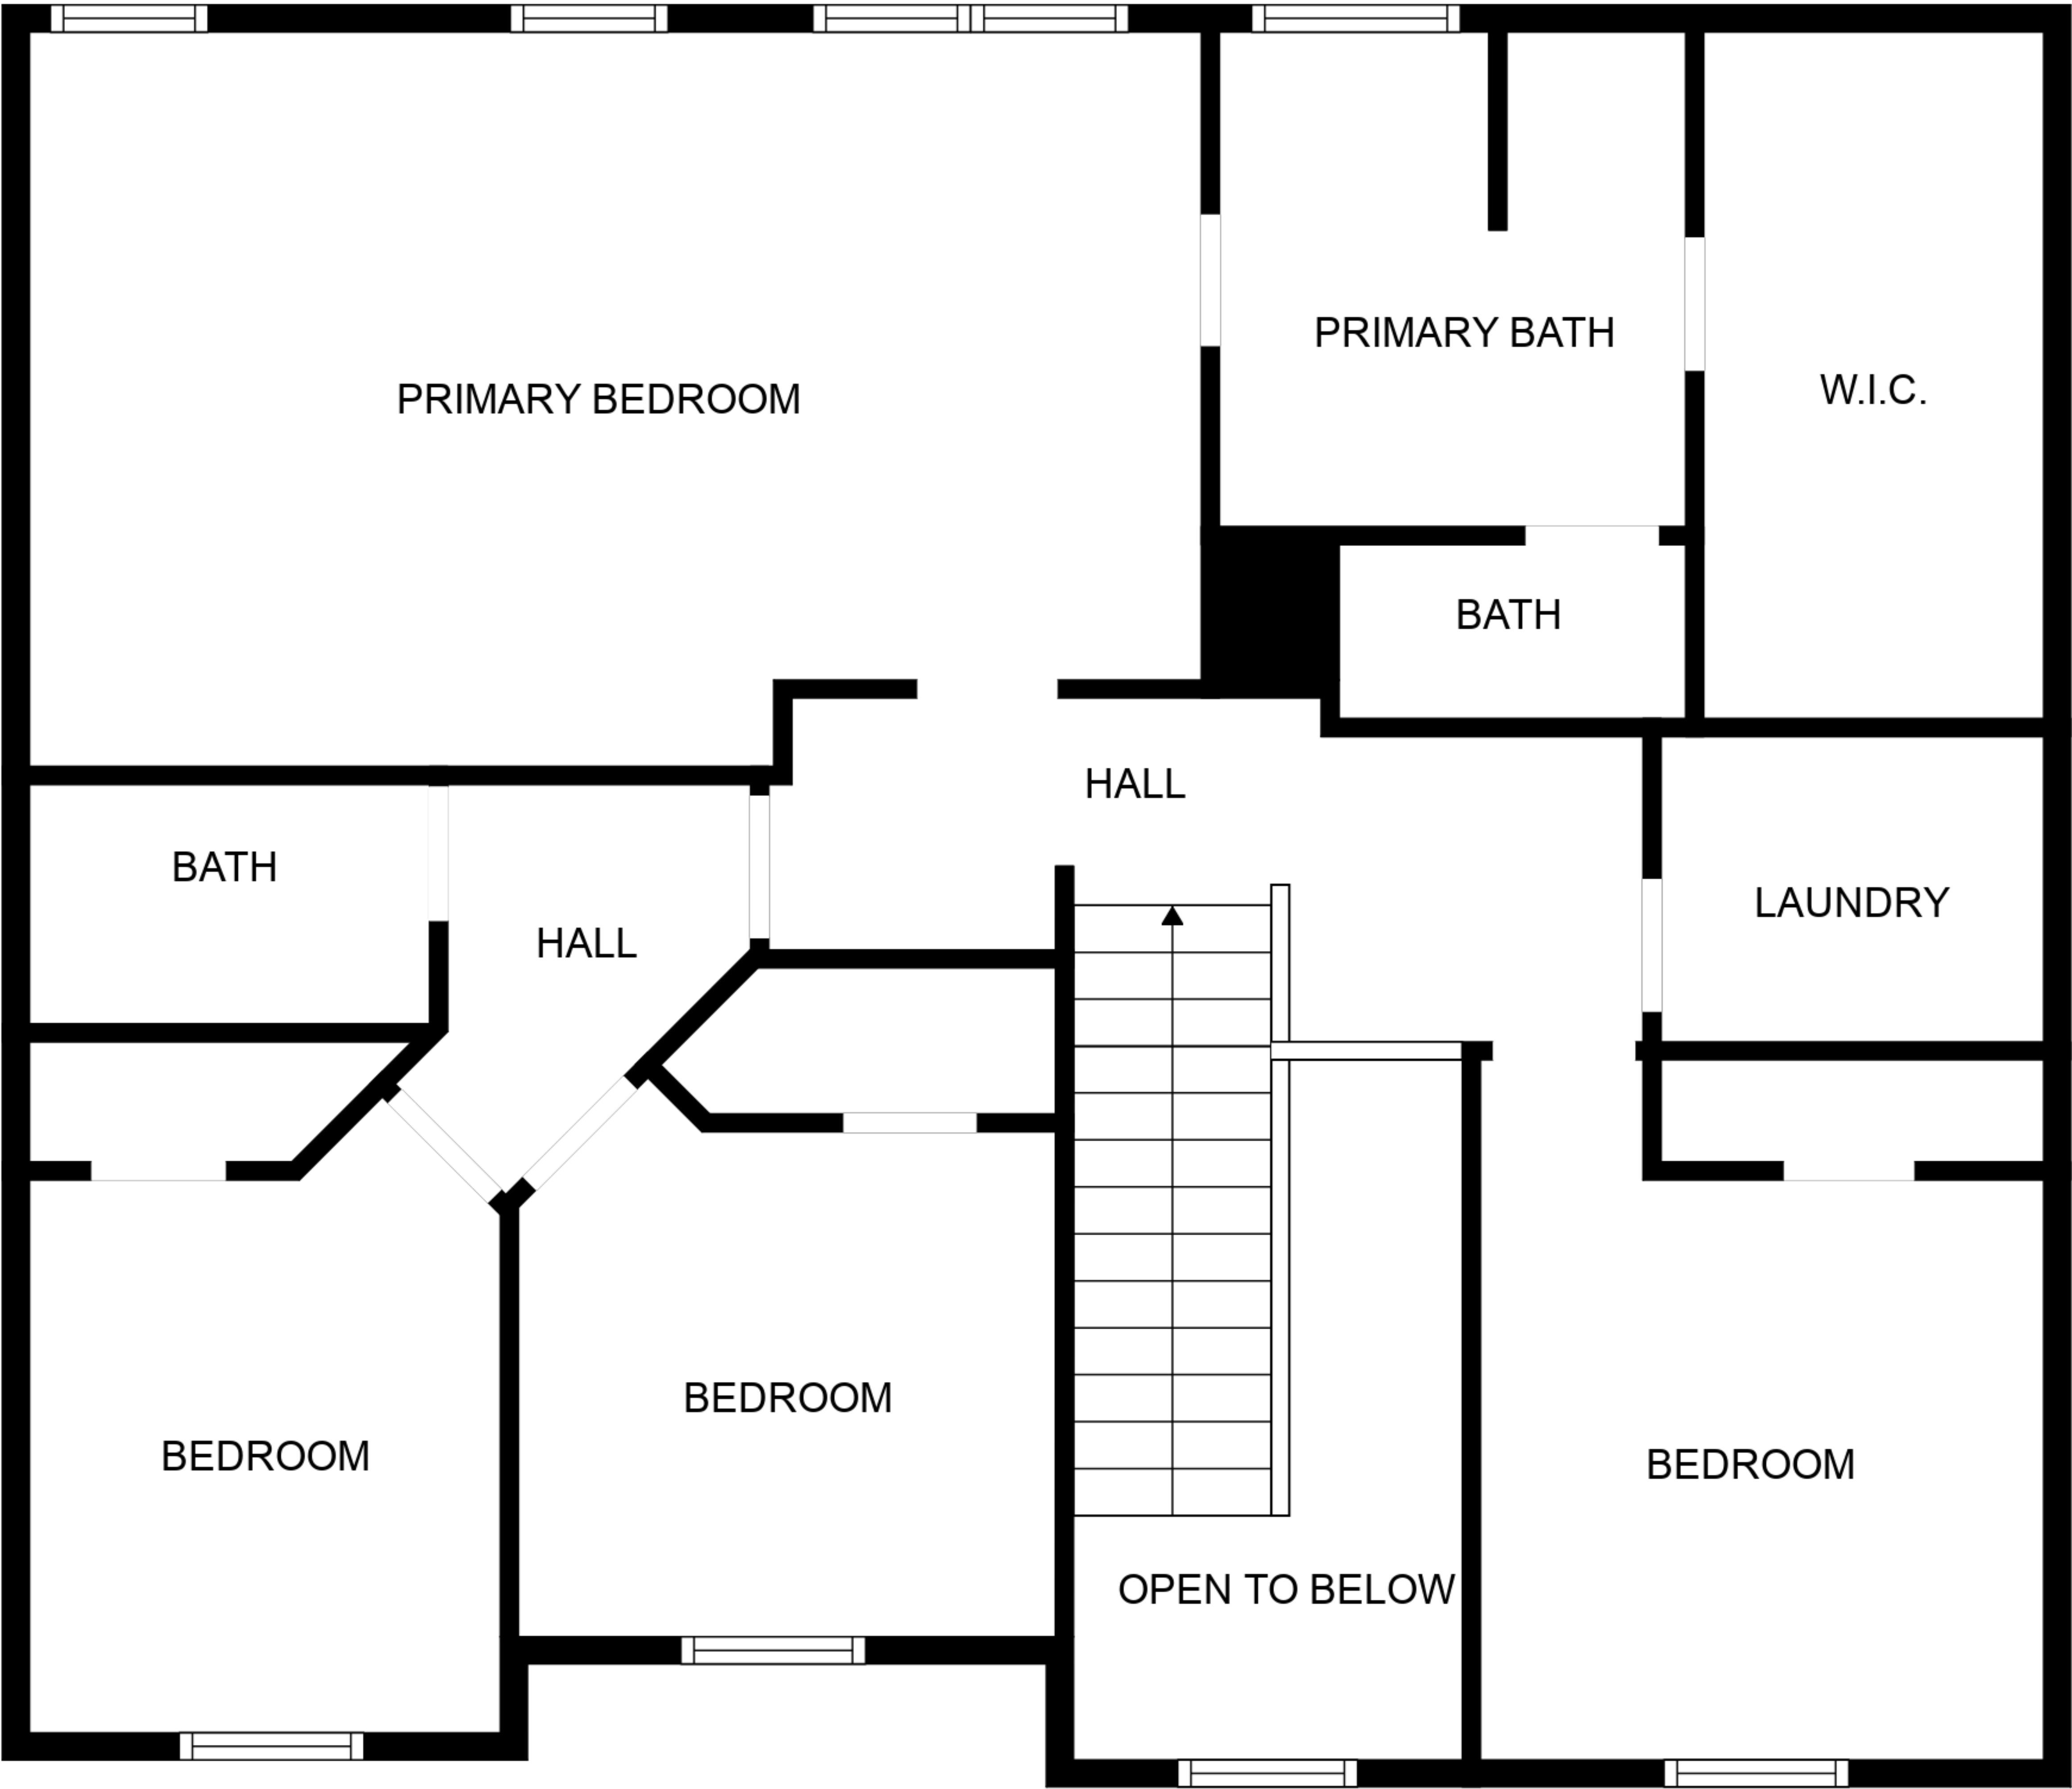 PRIMARY BATH
W.I.C.
PRIMARY BEDROOM
BATH
HALL
BATH
LAUNDRY
HALL
BEDROOM
BEDROOM
BEDROOM
OPEN TO BELOW